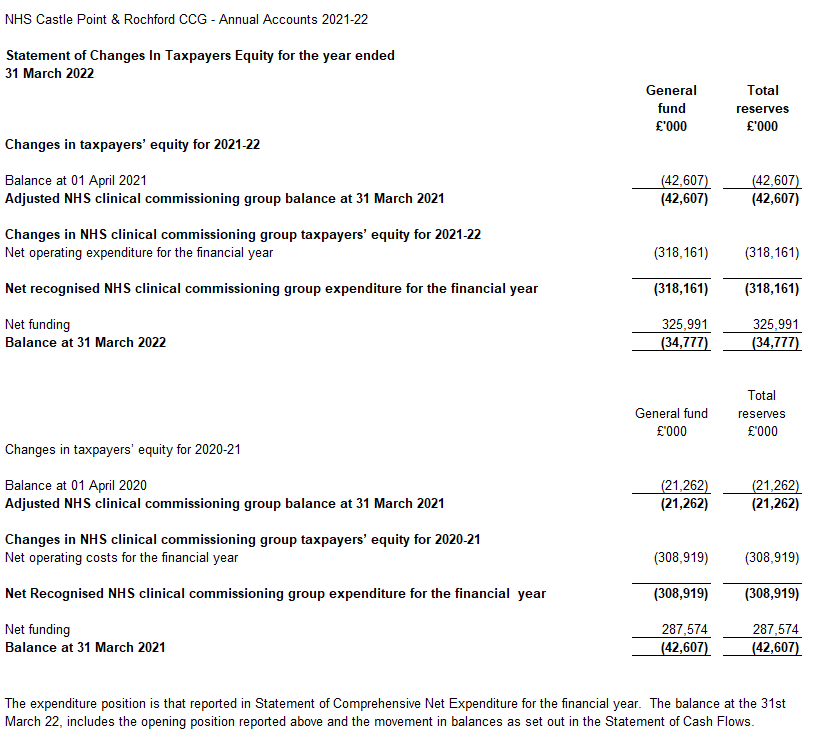 NHS Castle Point & Rochford CCG - Annual Accounts 2021-22
Statement of Changes In Taxpayers Equity for the year ended
31 March 2022
General Total
fund reserves
£'000 £'000
Changes in taxpayers’ equity for 2021-22
Balance at 01 April 2021 (42,607) (42,607)
Adjusted NHS clinical commissioning group balance at 31 March 2021 (42,607) (42,607)
Changes in NHS clinical commissioning group taxpayers’ equity for 2021-22
Net operating expenditure for the financial year (318,161) (318,161)
Net recognised NHS clinical commissioning group expenditure for the financial year (318,161) (318,161)
Net funding 325,991 325,991
Balance at 31 March 2022 (34,777) (34,777)
Total
General fund reserves
£'000 £'000
Changes in taxpayers’ equity for 2020-21
Balance at 01 April 2020 (21,262) (21,262)
Adjusted NHS clinical commissioning group balance at 31 March 2021 (21,262) (21,262)
Changes in NHS clinical commissioning group taxpayers’ equity for 2020-21
Net operating costs for the financial year (308,919) (308,919)
Net Recognised NHS clinical commissioning group expenditure for the financial year (308,919) (308,919)
Net funding 287,574 287,574
Balance at 31 March 2021 (42,607) (42,607)
The expenditure position is that reported in Statement of Comprehensive Net Expenditure for the financial year. The balance at the 31st
March 22, includes the opening position reported above and the movement in balances as set out in the Statement of Cash Flows.